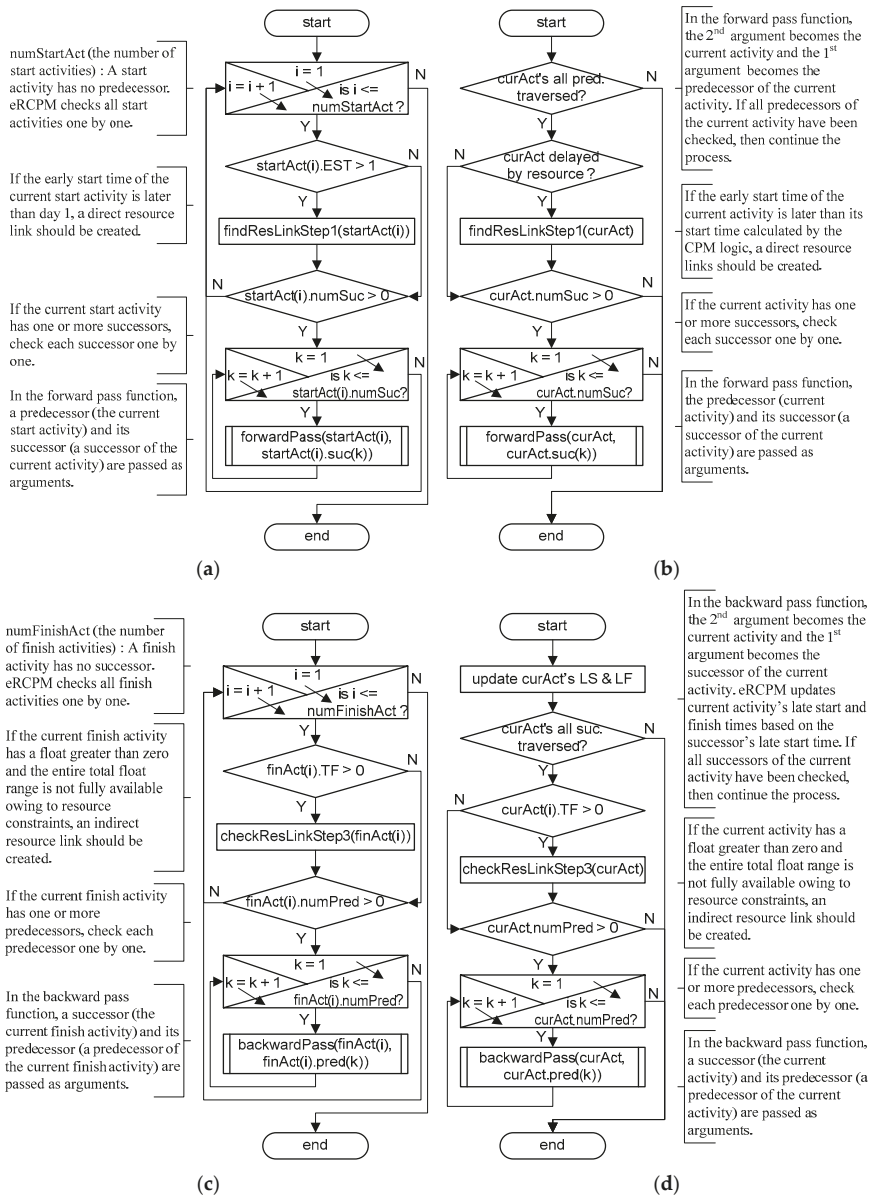 numStartAct (the number of
start activities) : A start
activity has no predecessor.
eRCPM checks all start
activities one by one.
If the early start time of the
current start activity is later
than day 1, a direct resource
link should be created.
If the current start activity
has one or more successors,
check each successor one by
one.
In the forward pass function,
a predecessor (the current
start activity) and its
successor (a successor of the
current activity) are passed as
arguments.
start
i = 1
i = i + 1
is i <=
numStartAct ?
N
Y
startAct(i).EST > 1
N
Y
findResLinkStep1(startAct(i))
N
startAct(i).numSuc > 0
Y
k = 1
N
k = k + 1
is k <=
startAct(i).numSuc?
Y
forwardPass(startAct(i),
startAct(i).suc(k))
end
(a)
start
curAct's all pred.
traversed?
N
Y
N
curAct delayed
by resource ?
Y
findResLinkStep1(curAct)
curAct.numSuc > 0
N
Y
k = 1
N
k = k + 1
is k <=
curAct.numSuc?
Y
forwardPass(curAct,
curAct.suc(k))
end
(b)
In the forward pass function,
the 2nd argument becomes the
current activity and the 1st
argument becomes the
predecessor of the current
activity. If all predecessors of
the current activity have been
checked, then continue the
process.
If the early start time of the
current activity is later than its
start time calculated by the
CPM logic, a direct resource
links should be created.
If the current activity has one
or more successors, check
each successor one by one.
In the forward pass function,
the predecessor (current
activity) and its successor (a
successor of the current
activity) are passed as
arguments.
numFinishAct (the number
of finish activities) : A finish
activity has no successor.
eRCPM checks all finish
activities one by one.
If the current finish activity
has a float greater than zero
and the entire total float
range is not fully available
owing to resource
constraints, an indirect
resource link should be
created.
If the current finish activity
has one or more
predecessors, check each
predecessor one by one.
In the backward pass
function, a successor (the
current finish activity) and its
predecessor (a predecessor of
the current finish activity) are
passed as arguments.
start
i = 1
i = i + 1
is i <=
numFinishAct ?
N
Y
finAct(i).TF > 0
N
Y
checkResLinkStep3(finAct(i))
N
finAct(i).numPred > 0
Y
k = 1
N
k = k + 1
is k <=
finAct(i).numPred?
Y
backwardPass(finAct(i),
finAct(i).pred(k))
end
(c)
start
update curAct's LS & LF
curAct's all suc.
traversed?
N
Y
N
curAct(i).TF > 0
Y
checkResLinkStep3(curAct)
curAct.numPred > 0
N
Y
k = 1
N
k = k + 1
is k <=
curAct.numPred?
Y
backwardPass(curAct,
curAct.pred(k))
end
(d)
In the backward pass function,
the 2nd argument becomes the
current activity and the 1st
argument becomes the
successor of the current
activity. eRCPM updates
current activity's late start and
finish times based on the
successor's late start time. If
all successors of the current
activity have been checked,
then continue the process.
If the current activity has a
float greater than zero and
the entire total float range is
not fully available owing to
resource constraints, an
indirect resource link should
be created.
If the current activity has one
or more predecessors, check
each predecessor one by one.
In the backward pass function,
a successor (the current
activity) and its predecessor (a
predecessor of the current
activity) are passed as
arguments.